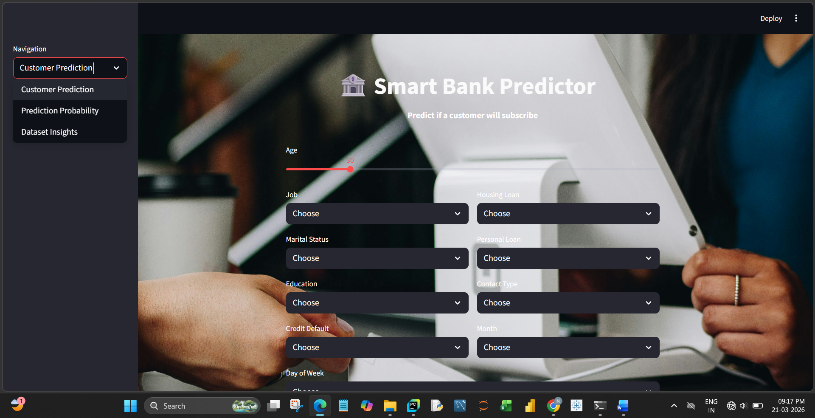 Deploy
Navigation
Customer Prediction
Customer Prediction
Prediction Probability
Dataset Insights
Smart Bank Predictor
Predict if a customer will subscribe
Age
Job
Choose
Housing Loan
Choose
Marital Status
Choose
Personal Loan
Choose
Education
Choose
Contact Type
Choose
Credit Default
Choose
Month
Choose
Day of Week
Choose
1
Search
ENG
IN
09:17 PM
21-03-2026